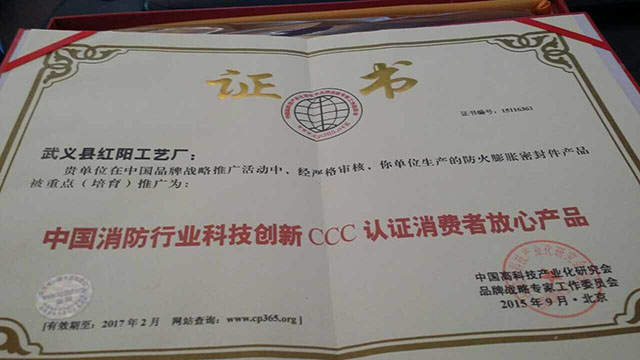 证书
www.cp365.org
证书编号：15116361
武义县红阳工艺厂：
贵单位在中国品牌战略推广活动中，经严格审核，你单位生产的防火膨胀密封件产品
被重点（培育）推广为：
中国消防行业科技创新CCC认证消费者放心产品
中国高科技产业化研究会
品牌战略专家工作委员会
2015年9月·北京
[有效期至：2017年2月 网站查询：www.cp365.org]